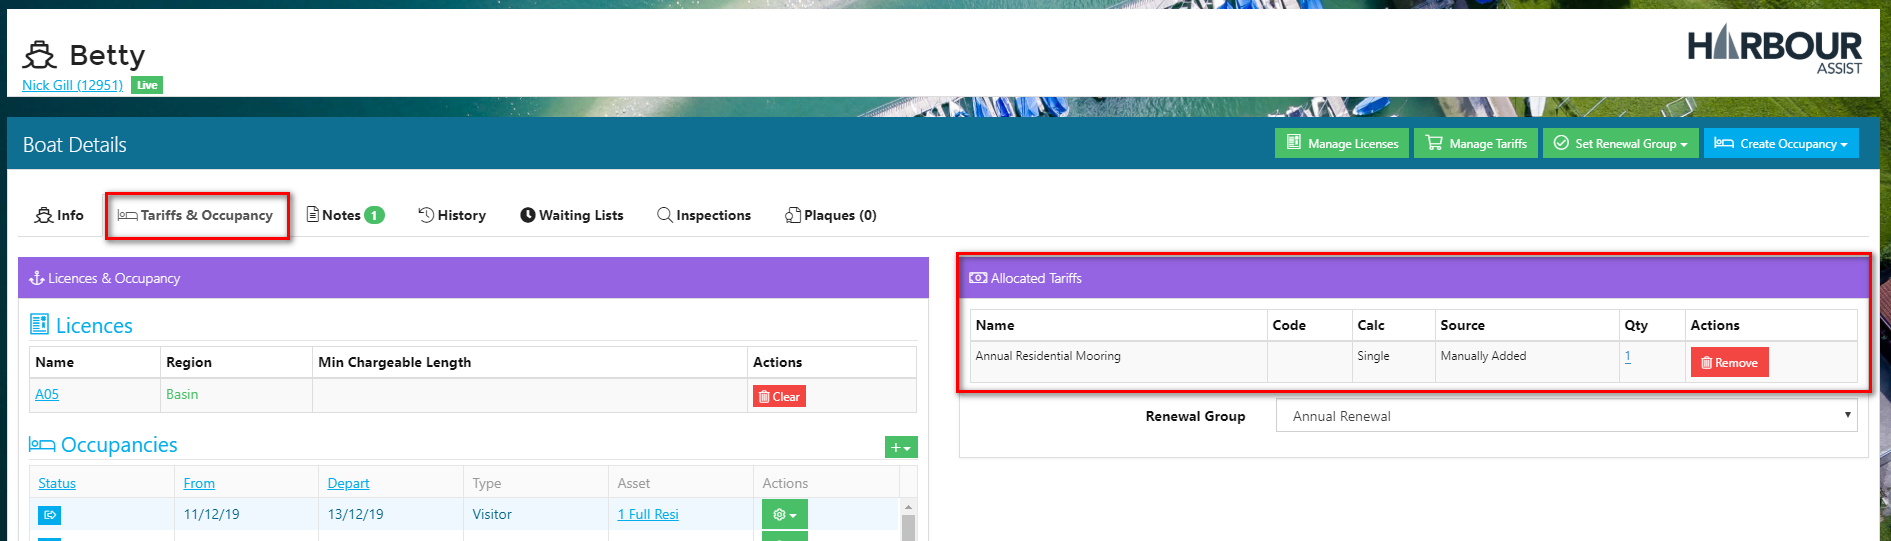 Betty
HARBOUR
ASSIST
Nick Gill (12951) Live
Boat Details
Manage Licenses
Manage Tariffs
Set Renewal Group
Create Occupancy
Info
Tariffs & Occupancy
Notes 1
History
Waiting Lists
Inspections
Plaques (0)
Licences & Occupancy
Licences
Name Region Min Chargeable Length Actions
A05 Basin Clear
Occupancies
+
Status From Depart Type Asset Actions
11/12/19 13/12/19 Visitor 1 Full Resi
Allocated Tariffs
Name Code Calc Source Qty Actions
Annual Residential Mooring Single Manually Added 1 Remove
Renewal Group Annual Renewal